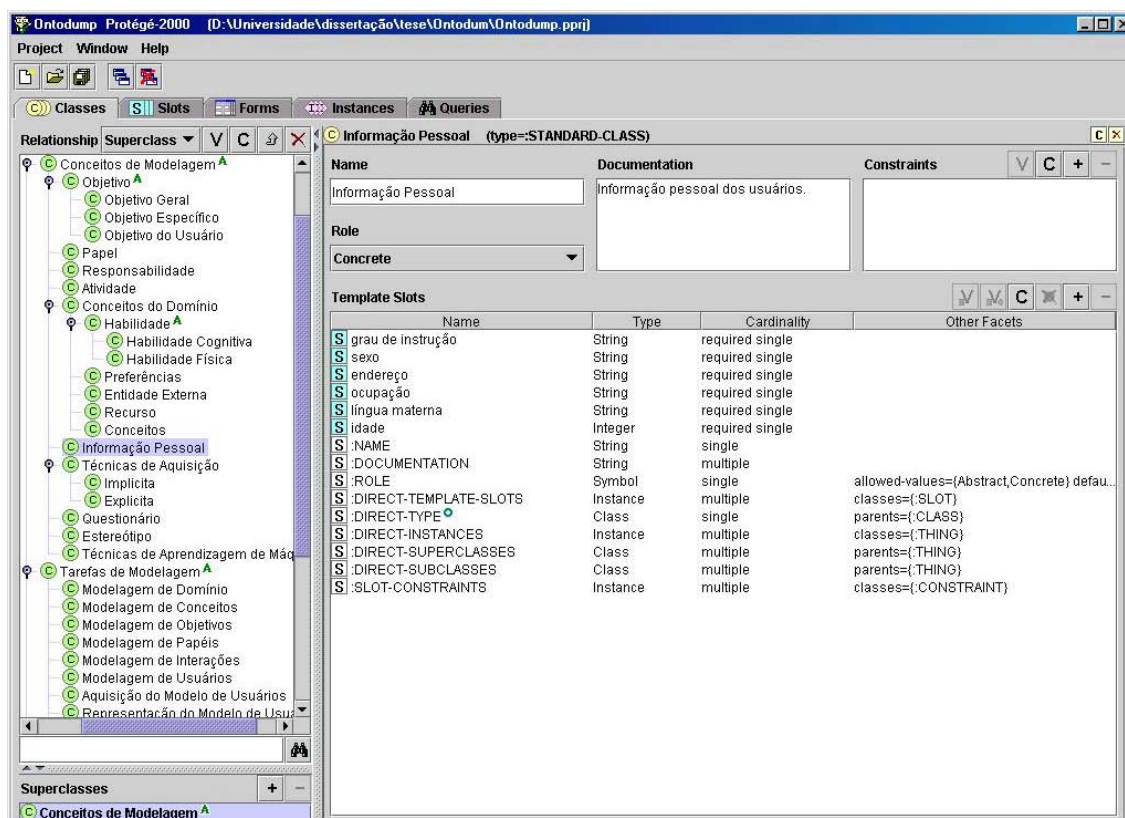 Ontodump Protégé-2000 (D:\Universidade\dissertação\tese\Ontodum\Ontodump.pprj)
Project Window Help
Classes Slots Forms Instances Queries
Relationship Superclass V C
Conceitos de Modelagem A
Objetivo A
Objetivo Geral
Objetivo Específico
Objetivo do Usuário
Papel
Responsabilidade
Atividade
Conceitos do Domínio
Habilidade A
Habilidade Cognitiva
Habilidade Física
Preferências
Entidade Externa
Recurso
Conceitos
Informação Pessoal
Técnicas de Aquisição
Implicita
Explicita
Questionário
Estereótipo
Técnicas de Aprendizagem de Máq
Tarefas de Modelagem A
Modelagem de Domínio
Modelagem de Conceitos
Modelagem de Objetivos
Modelagem de Papéis
Modelagem de Interações
Modelagem de Usuários
Aquisição do Modelo de Usuários
Representação do Modelo de Usuá
Superclasses + −
Conceitos de Modelagem A
Informação Pessoal (type=:STANDARD-CLASS)
Name Documentation Constraints V C + −
Informação Pessoal Informação pessoal dos usuários.
Role
Concrete
Template Slots V V C + −
Name Type Cardinality Other Facets
S grau de instrução String required single
S sexo String required single
S endereço String required single
S ocupação String required single
S língua materna String required single
S idade Integer required single
S :NAME String single
S :DOCUMENTATION String multiple
S :ROLE Symbol single allowed-values={Abstract,Concrete} defau...
S :DIRECT-TEMPLATE-SLOTS Instance multiple classes={:SLOT}
S :DIRECT-TYPE Class single parents={:CLASS}
S :DIRECT-INSTANCES Instance multiple classes={:THING}
S :DIRECT-SUPERCLASSES Class multiple parents={:THING}
S :DIRECT-SUBCLASSES Class multiple parents={:THING}
S :SLOT-CONSTRAINTS Instance multiple classes={:CONSTRAINT}